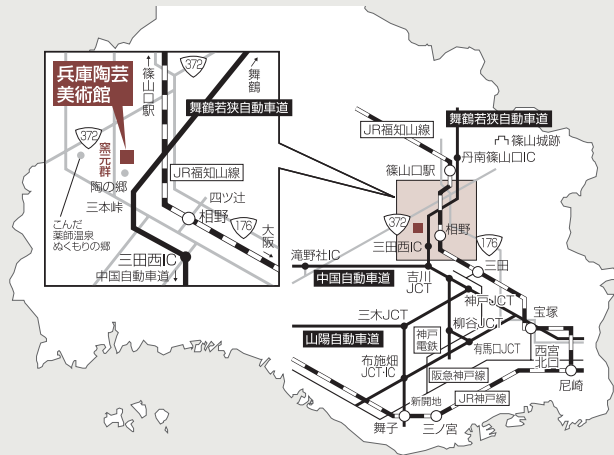 兵庫陶芸
美術館
↑篠山口駅
372
舞鶴
舞鶴若狭自動車道
372
窯元群
JR福知山線
陶の郷
こんだ
薬師温泉
ぬくもりの郷
三本峠
四ツ辻
相野
176
大阪
三田西IC
中国自動車道↓
舞鶴若狭自動車道
JR福知山線
篠山城跡
丹南篠山口IC
篠山口駅
372
相野
176
三田西IC
滝野社IC
三田
中国自動車道
吉川
JCT
神戸JCT
三木JCT
柳谷JCT
宝塚
山陽自動車道
神戸
電鉄
有馬口JCT
西宮
北口
布施畑
JCT・IC
阪急神戸線
尼崎
新開地
JR神戸線
舞子
三ノ宮